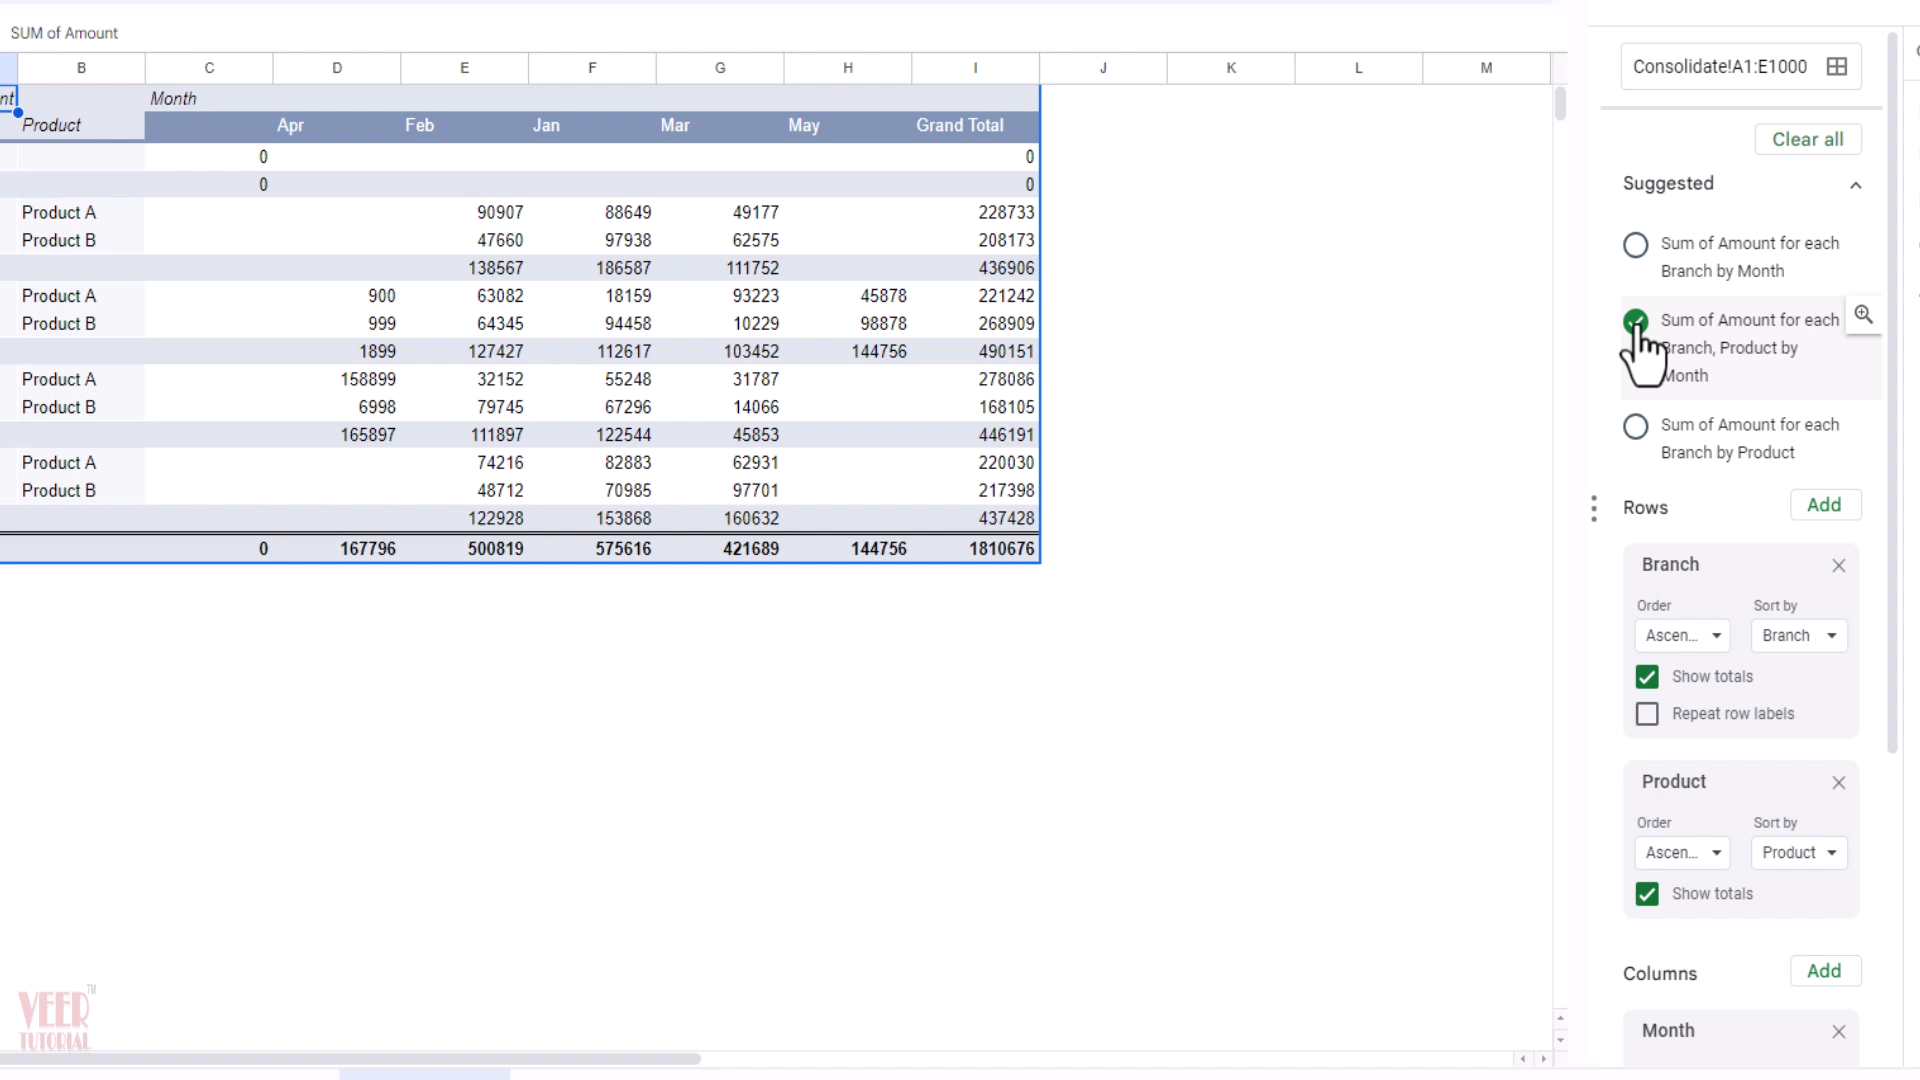 SUM of Amount
B C D E F G H I J K L M
nt Month
Product Apr Feb Jan Mar May Grand Total
0 0
0 0
Product A 90907 88649 49177 228733
Product B 47660 97938 62575 208173
138567 186587 111752 436906
Product A 900 63082 18159 93223 45878 221242
Product B 999 64345 94458 10229 98878 268909
1899 127427 112617 103452 144756 490151
Product A 158899 32152 55248 31787 278086
Product B 6998 79745 67296 14066 168105
165897 111897 122544 45853 446191
Product A 74216 82883 62931 220030
Product B 48712 70985 97701 217398
122928 153868 160632 437428
0 167796 500819 575616 421689 144756 1810676
VEER TM
TUTORIAL
Consolidate!A1:E1000
Clear all
Suggested
Sum of Amount for each
Branch by Month
Sum of Amount for each
Branch, Product by
Month
Sum of Amount for each
Branch by Product
Rows Add
Branch
Order Sort by
Ascen... Branch
Show totals
Repeat row labels
Product
Order Sort by
Ascen... Product
Show totals
Columns Add
Month